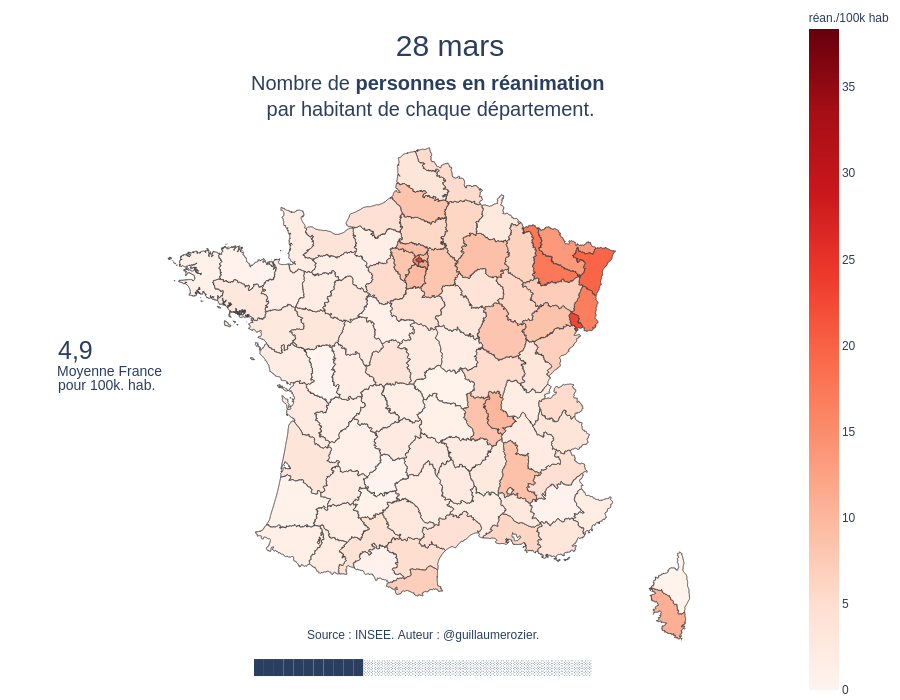 réan./100k hab
28 mars
Nombre de personnes en réanimation
par habitant de chaque département.
35
30
25
20
15
10
5
0
4,9
Moyenne France
pour 100k. hab.
Source : INSEE. Auteur : @guillaumerozier.